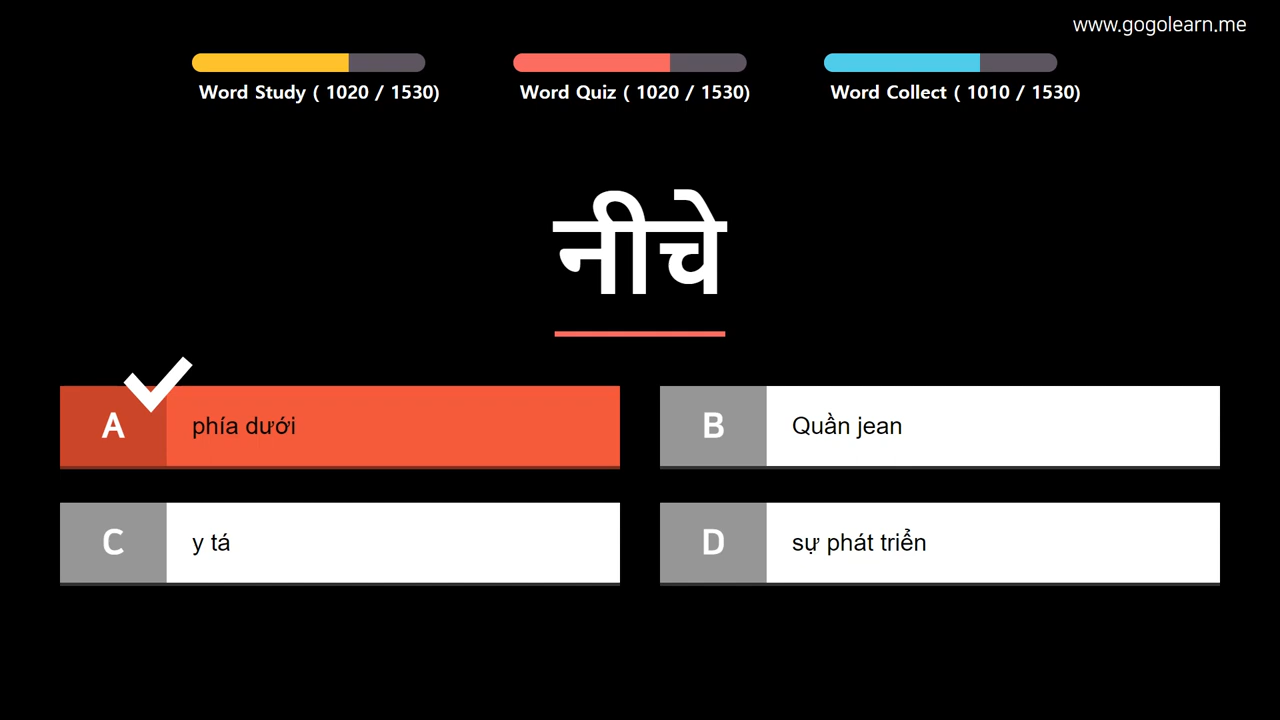 www.gogolearn.me
Word Study ( 1020 / 1530)
Word Quiz ( 1020 / 1530)
Word Collect ( 1010 / 1530)
नीचे
A phía dưới
B Quần jean
C y tá
D sự phát triển